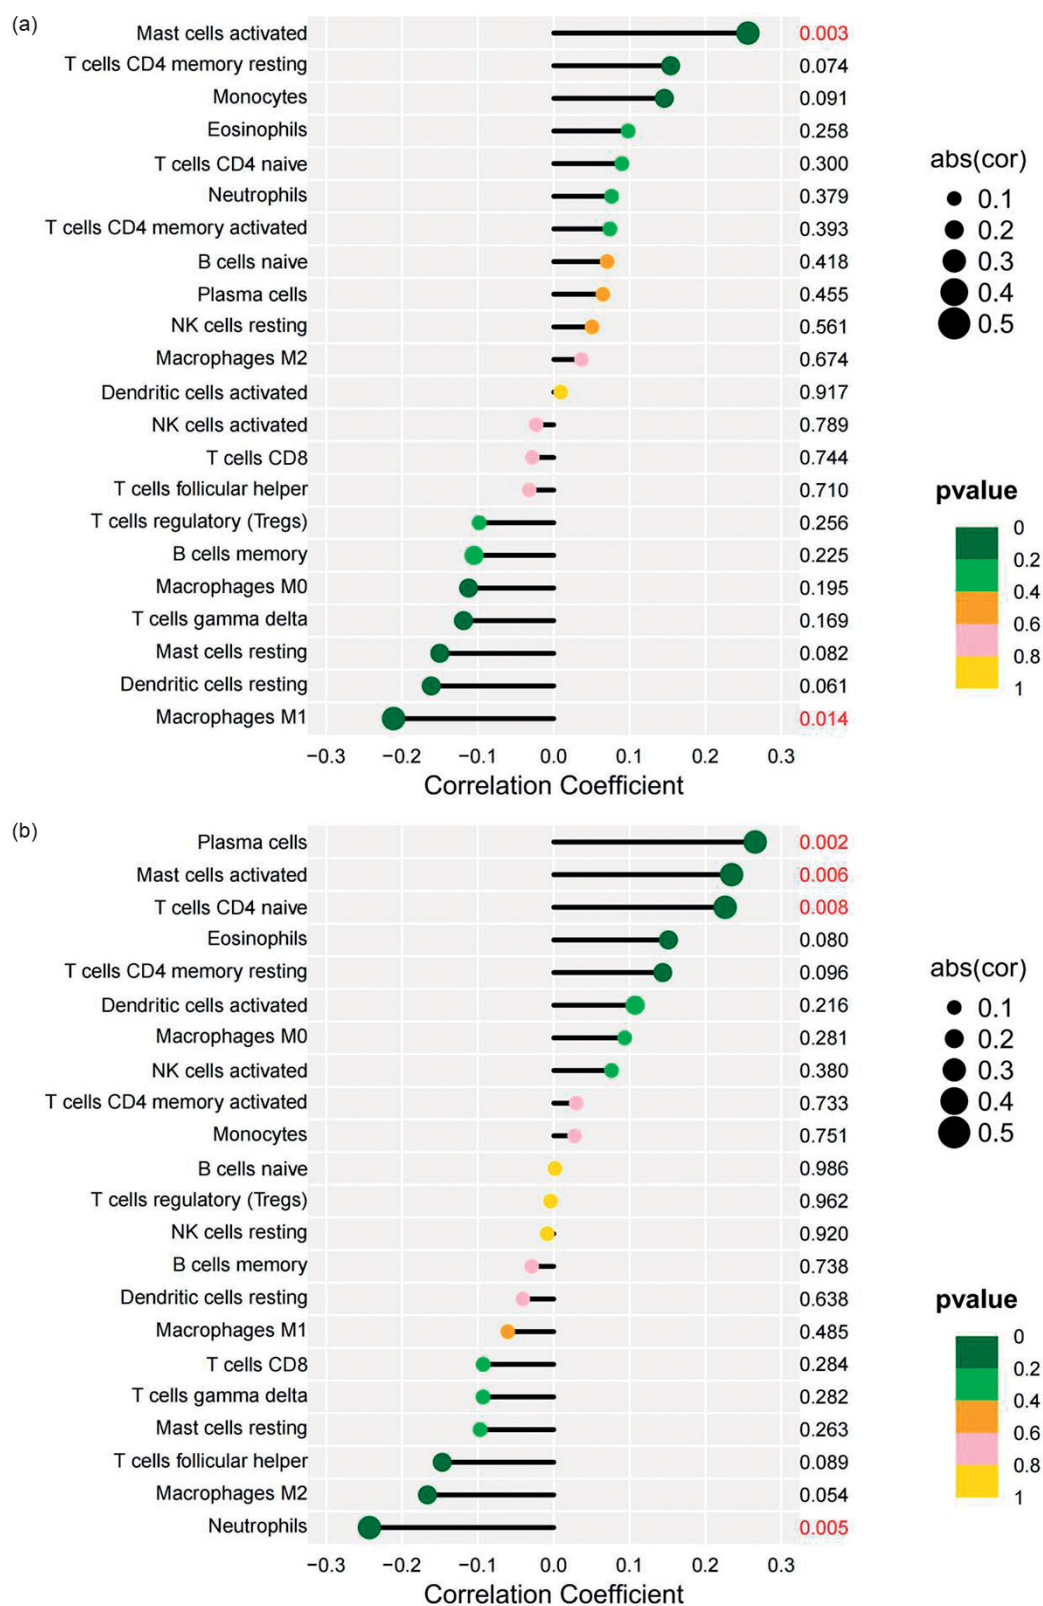 (a)
Mast cells activated 0.003
T cells CD4 memory resting 0.074
Monocytes 0.091
Eosinophils 0.258
T cells CD4 naive 0.300
Neutrophils 0.379
T cells CD4 memory activated 0.393
B cells naive 0.418
Plasma cells 0.455
NK cells resting 0.561
Macrophages M2 0.674
Dendritic cells activated 0.917
NK cells activated 0.789
T cells CD8 0.744
T cells follicular helper 0.710
T cells regulatory (Tregs) 0.256
B cells memory 0.225
Macrophages M0 0.195
T cells gamma delta 0.169
Mast cells resting 0.082
Dendritic cells resting 0.061
Macrophages M1 0.014
−0.3 −0.2 −0.1 0.0 0.1 0.2 0.3
Correlation Coefficient
abs(cor)
0.1
0.2
0.3
0.4
0.5
pvalue
0
0.2
0.4
0.6
0.8
1
(b)
Plasma cells 0.002
Mast cells activated 0.006
T cells CD4 naive 0.008
Eosinophils 0.080
T cells CD4 memory resting 0.096
Dendritic cells activated 0.216
Macrophages M0 0.281
NK cells activated 0.380
T cells CD4 memory activated 0.733
Monocytes 0.751
B cells naive 0.986
T cells regulatory (Tregs) 0.962
NK cells resting 0.920
B cells memory 0.738
Dendritic cells resting 0.638
Macrophages M1 0.485
T cells CD8 0.284
T cells gamma delta 0.282
Mast cells resting 0.263
T cells follicular helper 0.089
Macrophages M2 0.054
Neutrophils 0.005
−0.3 −0.2 −0.1 0.0 0.1 0.2 0.3
Correlation Coefficient
abs(cor)
0.1
0.2
0.3
0.4
0.5
pvalue
0
0.2
0.4
0.6
0.8
1